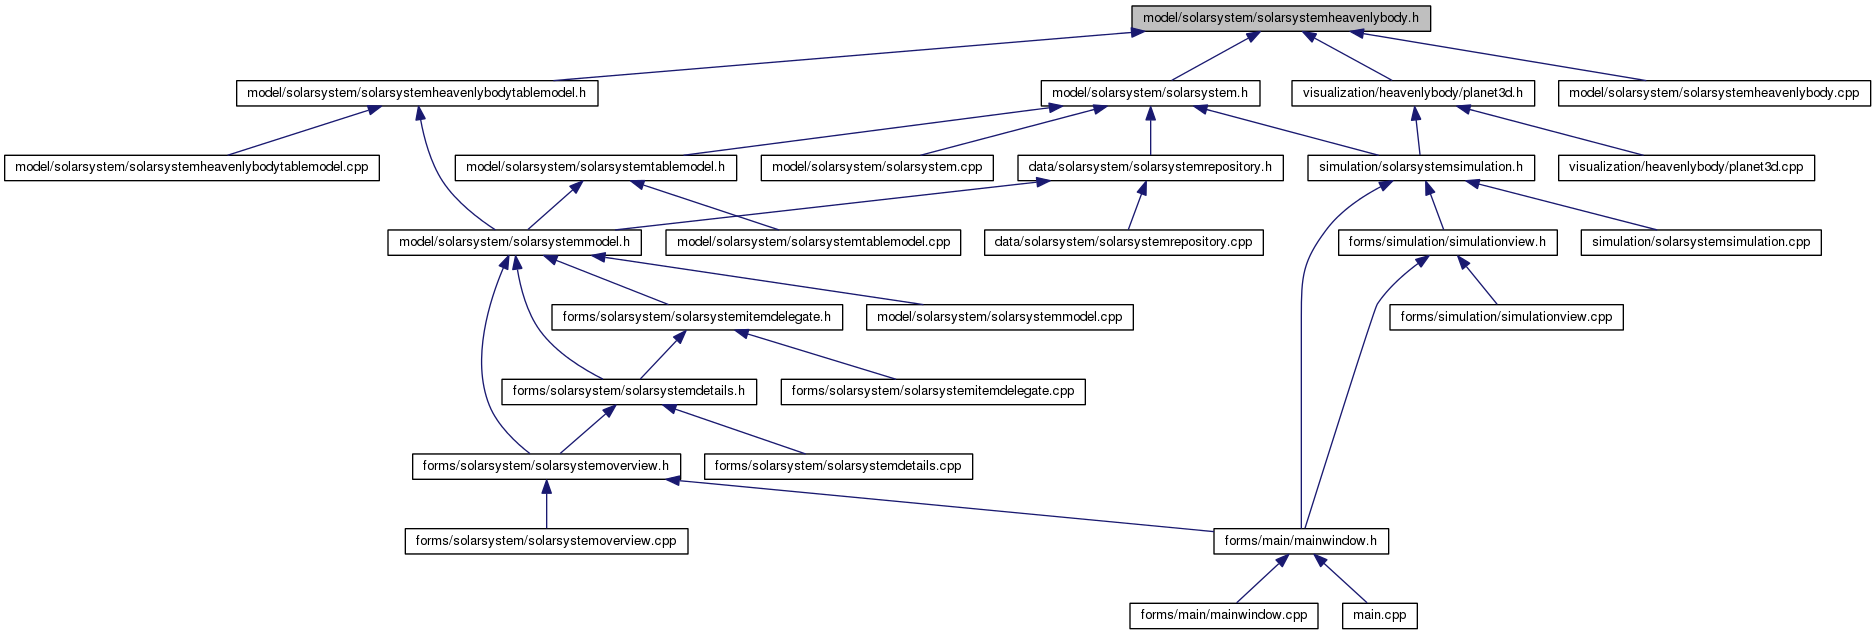 model/solarsystem/solarsystemheavenlybody.h
model/solarsystem/solarsystemheavenlybodytablemodel.h
model/solarsystem/solarsystem.h
visualization/heavenlybody/planet3d.h
model/solarsystem/solarsystemheavenlybody.cpp
model/solarsystem/solarsystemheavenlybodytablemodel.cpp
model/solarsystem/solarsystemtablemodel.h
model/solarsystem/solarsystem.cpp
data/solarsystem/solarsystemrepository.h
simulation/solarsystemsimulation.h
visualization/heavenlybody/planet3d.cpp
model/solarsystem/solarsystemmodel.h
model/solarsystem/solarsystemtablemodel.cpp
data/solarsystem/solarsystemrepository.cpp
forms/simulation/simulationview.h
simulation/solarsystemsimulation.cpp
forms/solarsystem/solarsystemitemdelegate.h
model/solarsystem/solarsystemmodel.cpp
forms/simulation/simulationview.cpp
forms/solarsystem/solarsystemdetails.h
forms/solarsystem/solarsystemitemdelegate.cpp
forms/solarsystem/solarsystemoverview.h
forms/solarsystem/solarsystemdetails.cpp
forms/solarsystem/solarsystemoverview.cpp
forms/main/mainwindow.h
forms/main/mainwindow.cpp
main.cpp